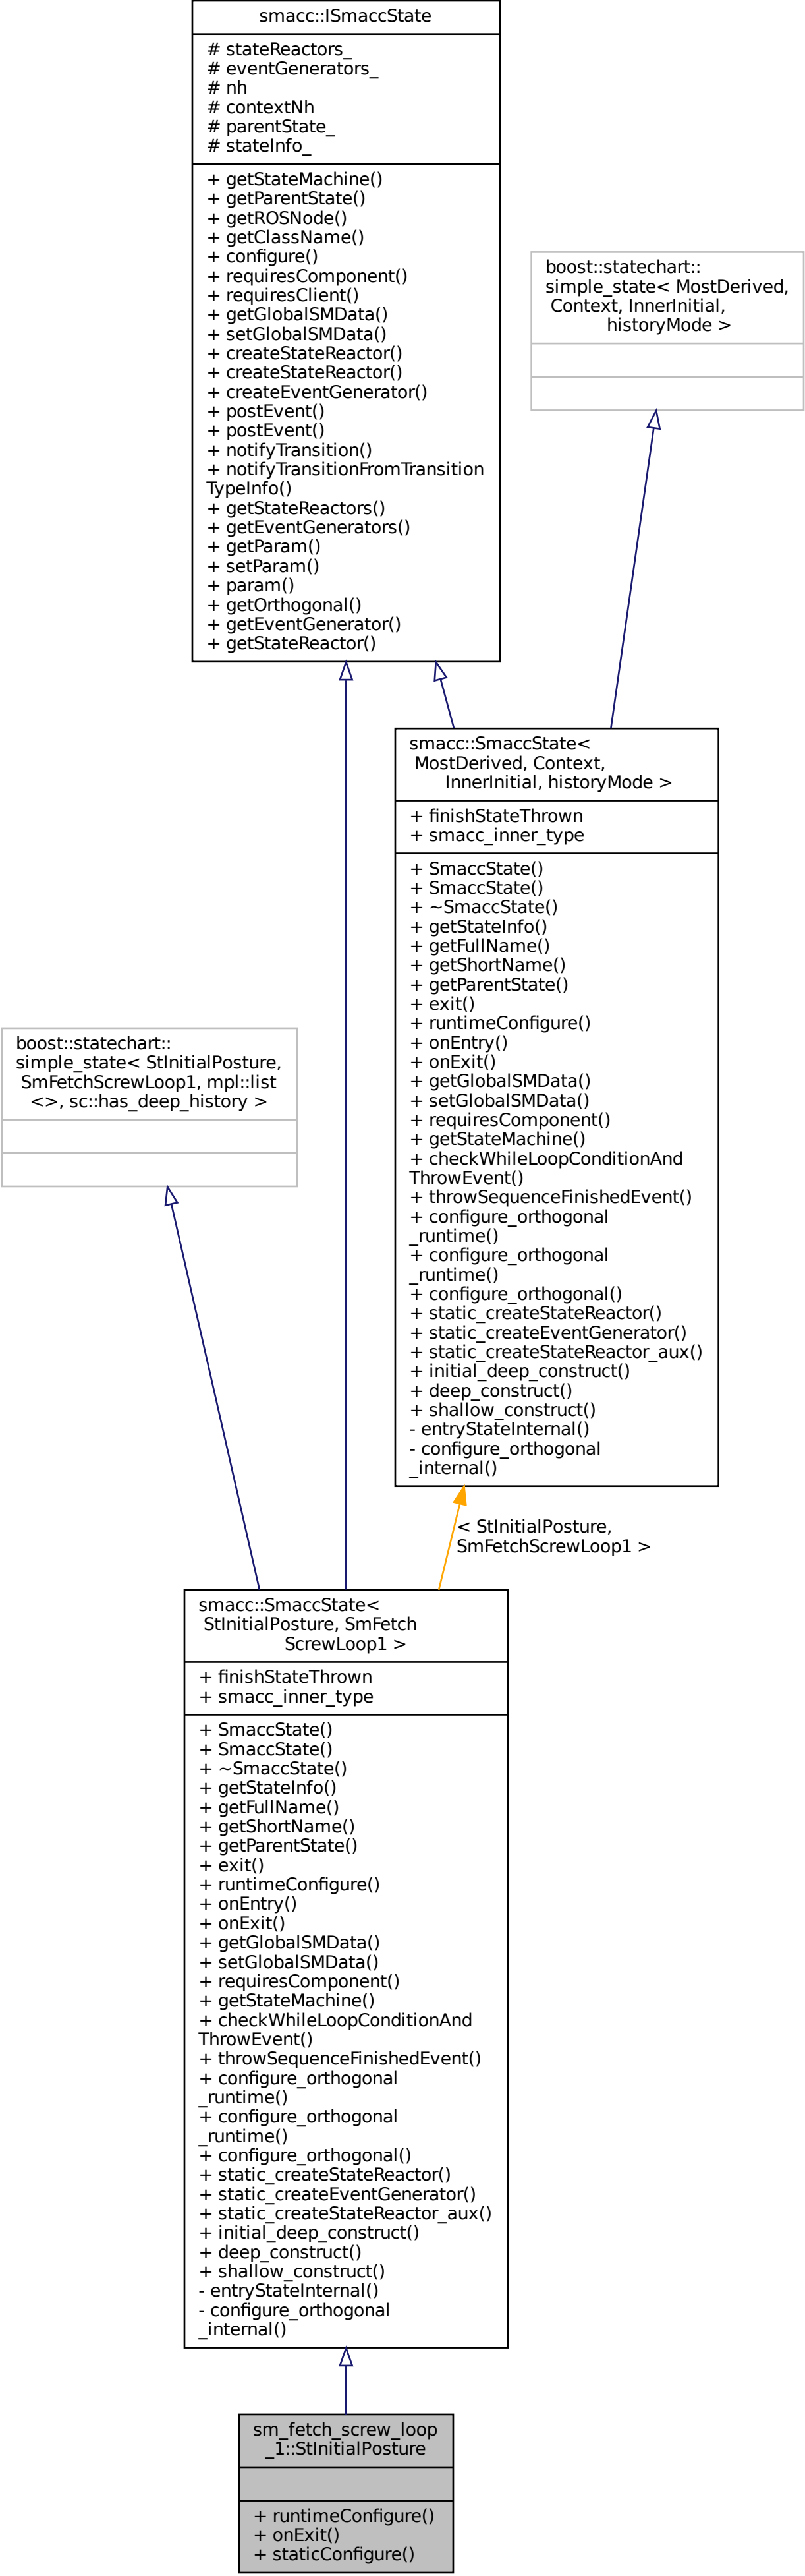 smacc::ISmaccState
# stateReactors_
# eventGenerators_
# nh
# contextNh
# parentState_
# stateInfo_
+ getStateMachine()
+ getParentState()
+ getROSNode()
+ getClassName()
+ configure()
+ requiresComponent()
+ requiresClient()
+ getGlobalSMData()
+ setGlobalSMData()
+ createStateReactor()
+ createStateReactor()
+ createEventGenerator()
+ postEvent()
+ postEvent()
+ notifyTransition()
+ notifyTransitionFromTransition
TypeInfo()
+ getStateReactors()
+ getEventGenerators()
+ getParam()
+ setParam()
+ param()
+ getOrthogonal()
+ getEventGenerator()
+ getStateReactor()
boost::statechart::
simple_state< MostDerived,
Context, InnerInitial,
historyMode >
smacc::SmaccState<
MostDerived, Context,
InnerInitial, historyMode >
+ finishStateThrown
+ smacc_inner_type
+ SmaccState()
+ SmaccState()
+ ~SmaccState()
+ getStateInfo()
+ getFullName()
+ getShortName()
+ getParentState()
+ exit()
+ runtimeConfigure()
+ onEntry()
+ onExit()
+ getGlobalSMData()
+ setGlobalSMData()
+ requiresComponent()
+ getStateMachine()
+ checkWhileLoopConditionAnd
ThrowEvent()
+ throwSequenceFinishedEvent()
+ configure_orthogonal
_runtime()
+ configure_orthogonal
_runtime()
+ configure_orthogonal()
+ static_createStateReactor()
+ static_createEventGenerator()
+ static_createStateReactor_aux()
+ initial_deep_construct()
+ deep_construct()
+ shallow_construct()
- entryStateInternal()
- configure_orthogonal
_internal()
boost::statechart::
simple_state< StInitialPosture,
SmFetchScrewLoop1, mpl::list
<>, sc::has_deep_history >
< StInitialPosture,
SmFetchScrewLoop1 >
smacc::SmaccState<
StInitialPosture, SmFetch
ScrewLoop1 >
+ finishStateThrown
+ smacc_inner_type
+ SmaccState()
+ SmaccState()
+ ~SmaccState()
+ getStateInfo()
+ getFullName()
+ getShortName()
+ getParentState()
+ exit()
+ runtimeConfigure()
+ onEntry()
+ onExit()
+ getGlobalSMData()
+ setGlobalSMData()
+ requiresComponent()
+ getStateMachine()
+ checkWhileLoopConditionAnd
ThrowEvent()
+ throwSequenceFinishedEvent()
+ configure_orthogonal
_runtime()
+ configure_orthogonal
_runtime()
+ configure_orthogonal()
+ static_createStateReactor()
+ static_createEventGenerator()
+ static_createStateReactor_aux()
+ initial_deep_construct()
+ deep_construct()
+ shallow_construct()
- entryStateInternal()
- configure_orthogonal
_internal()
sm_fetch_screw_loop
_1::StInitialPosture
+ runtimeConfigure()
+ onExit()
+ staticConfigure()